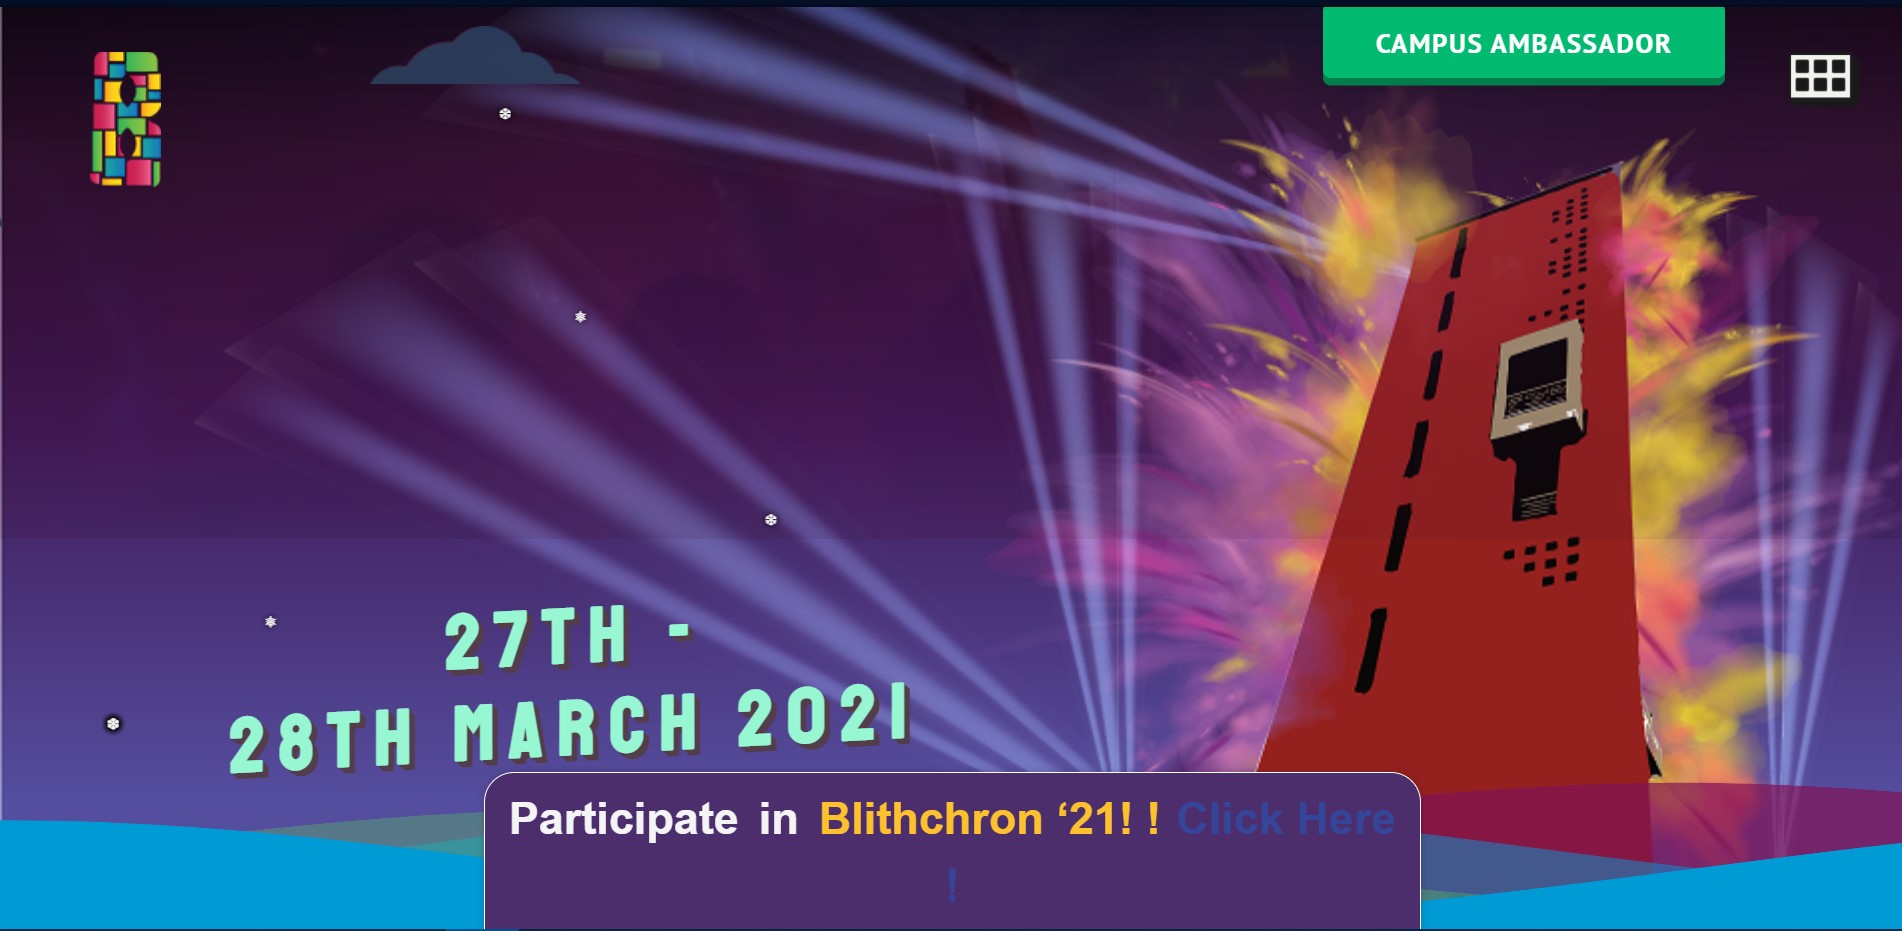 CAMPUS AMBASSADOR
27TH -
28TH MARCH 2021
Participate in Blithchron ‘21! ! Click Here
!